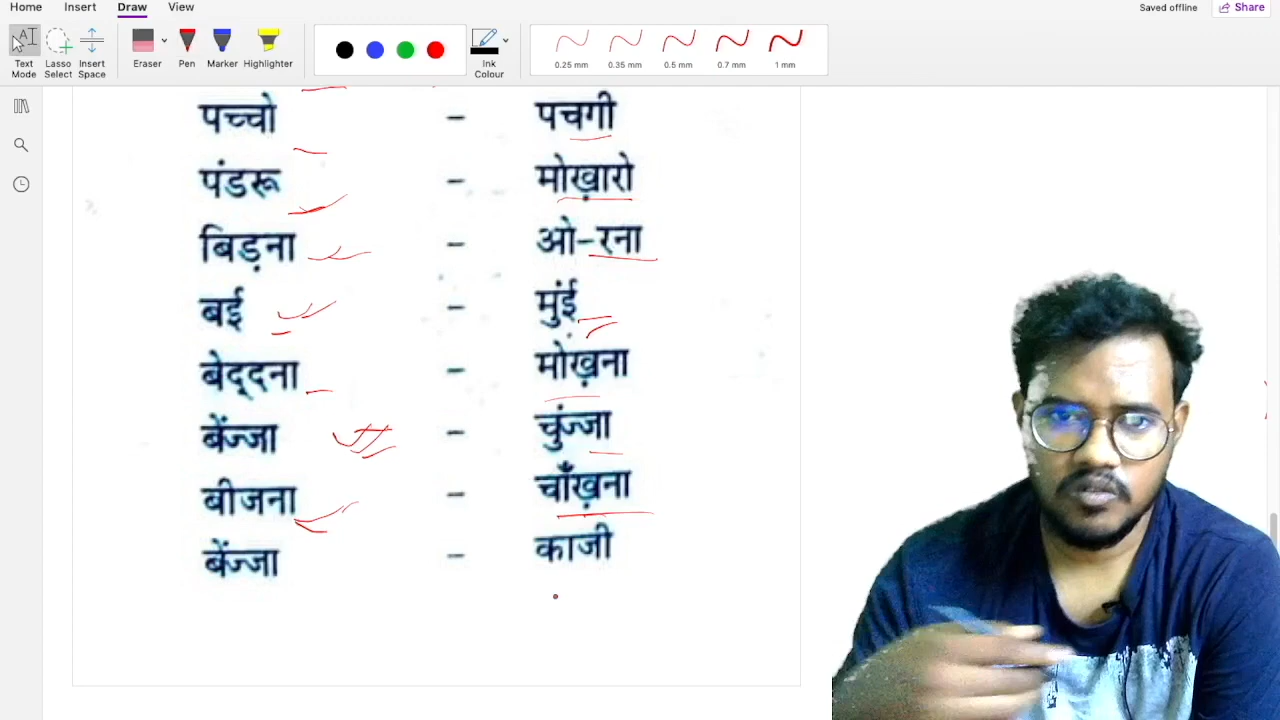 Home Insert Draw View Saved offline Share
Text Mode Lasso Select Insert Space Eraser Pen Marker Highlighter Ink Colour 0.25 mm 0.35 mm 0.5 mm 0.7 mm 1 mm
पच्चो - पचगी
पंडरू - मोख़ारो
बिड़ना - ओ-रना
बई - मुंई
बेद्दना - मोख़ना
बेंज्जा - चुंज्जा
बीजना - चाँख़ना
बेंज्जा - काजी